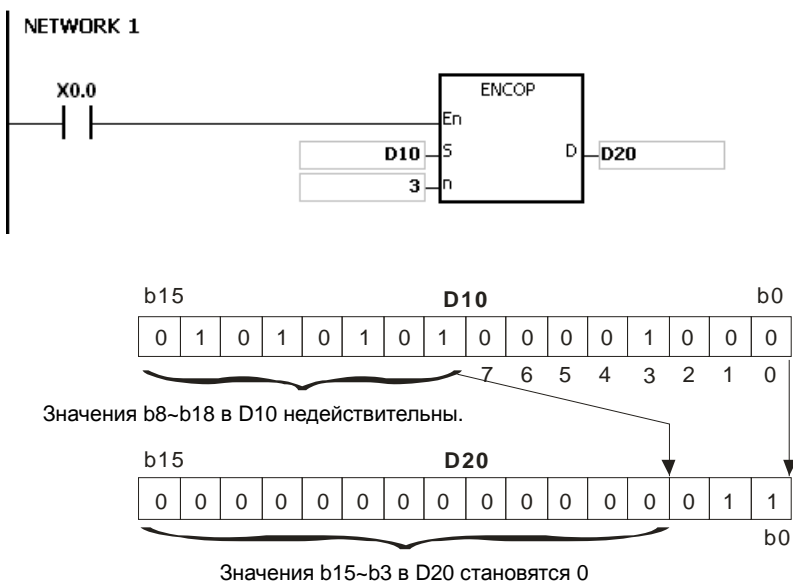 NETWORK 1
X0.0
ENCOP
En
D10 S D D20
3 n
b15 D10 b0
0 1 0 1 0 1 0 1 0 0 0 0 1 0 0 0
7 6 5 4 3 2 1 0
Значения b8~b18 в D10 недействительны.
b15 D20
0 0 0 0 0 0 0 0 0 0 0 0 0 0 1 1
b0
Значения b15~b3 в D20 становятся 0